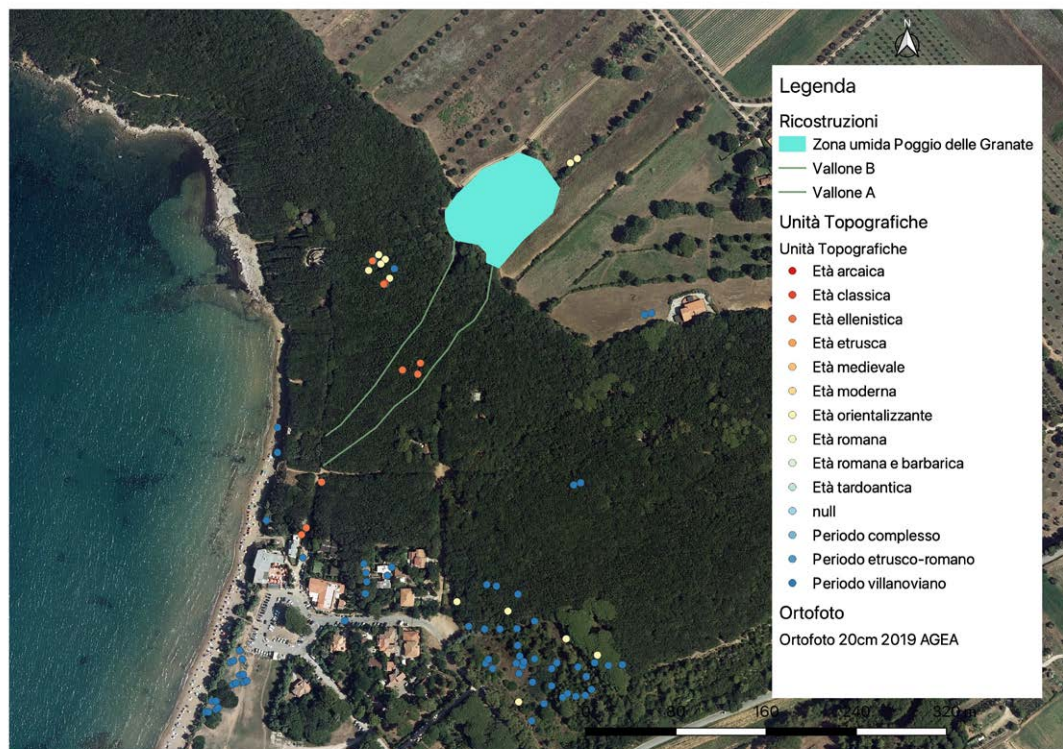 N
Legenda
Ricostruzioni
Zona umida Poggio delle Granate
Vallone B
Vallone A
Unità Topografiche
Unità Topografiche
Età arcaica
Età classica
Età ellenistica
Età etrusca
Età medievale
Età moderna
Età orientalizzante
Età romana
Età romana e barbarica
Età tardoantica
null
Periodo complesso
Periodo etrusco-romano
Periodo villanoviano
Ortofoto
Ortofoto 20cm 2019 AGEA
0 80 160 240 320 m